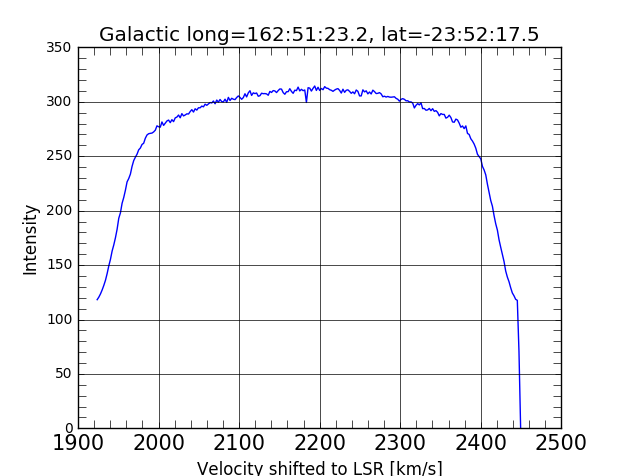 Galactic long=162:51:23.2, lat=-23:52:17.5
350
300
250
200
150
100
50
0
Intensity
1900 2000 2100 2200 2300 2400 2500
Velocity shifted to LSR [km/s]